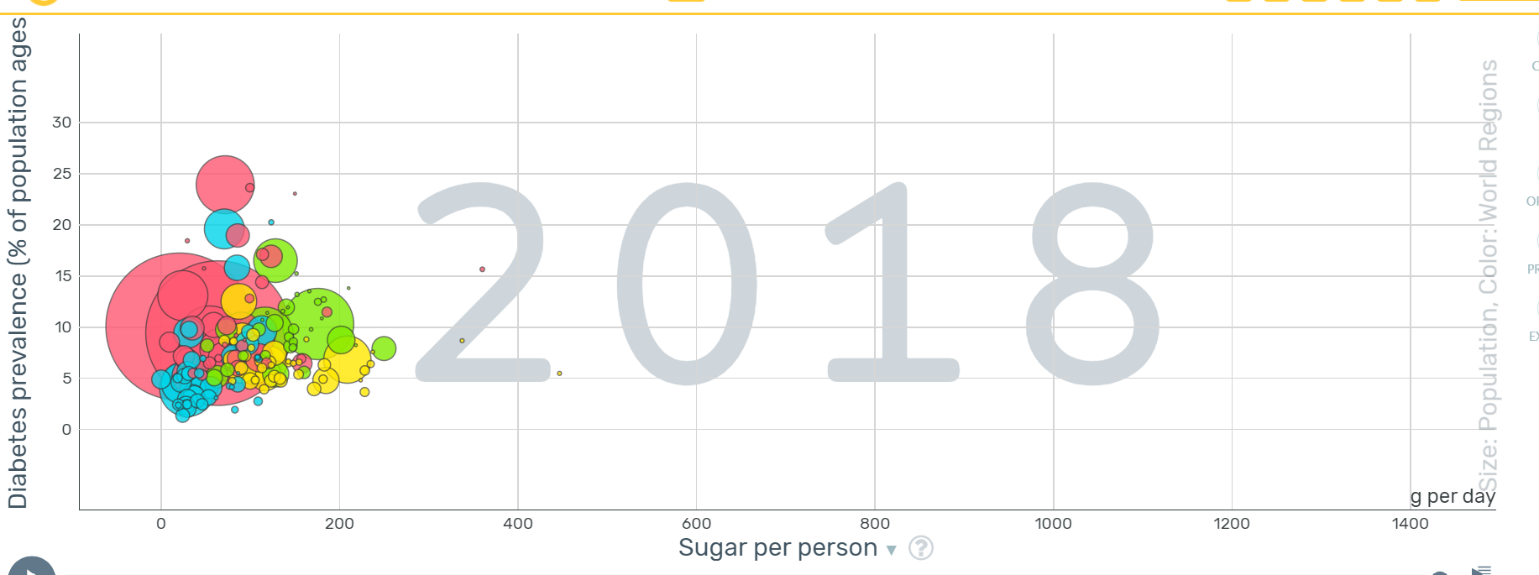 Diabetes prevalence (% of population ages
30
25
20
15
10
5
0
2018
Size: Population, Color: World Regions
g per day
0 200 400 600 800 1000 1200 1400
Sugar per person ▾ ?